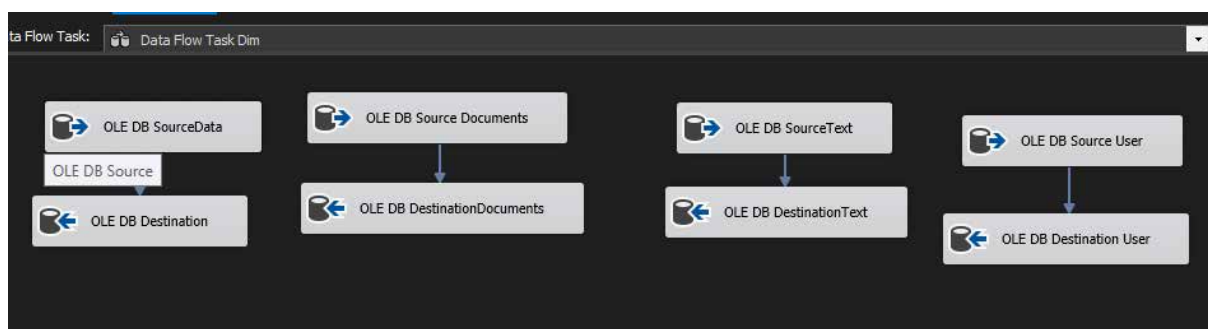 ta Flow Task: Data Flow Task Dim
OLE DB SourceData
OLE DB Source Documents
OLE DB SourceText
OLE DB Source User
OLE DB Source
OLE DB Destination
OLE DB DestinationDocuments
OLE DB DestinationText
OLE DB Destination User